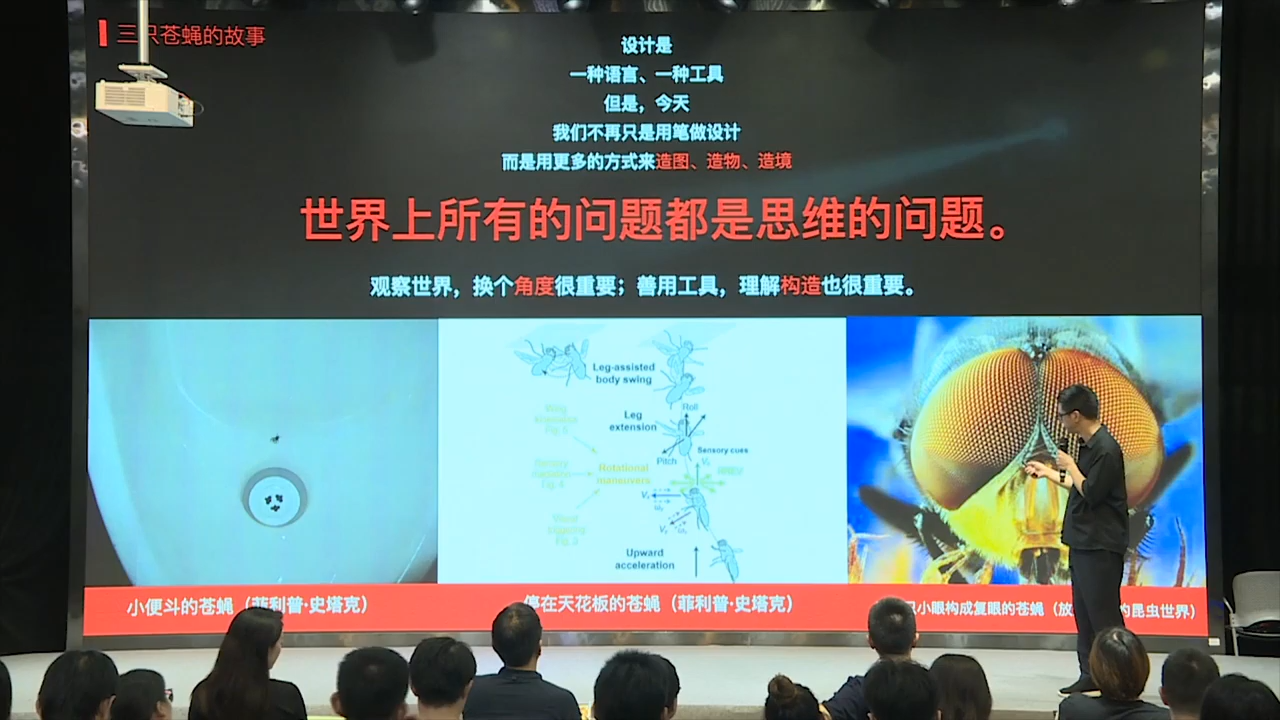 三只苍蝇的故事
设计是
一种语言、一种工具
但是，今天
我们不再只是用笔做设计
而是用更多的方式来造图、造物、造境
世界上所有的问题都是思维的问题。
观察世界，换个角度很重要；善用工具，理解构造也很重要。
Leg-assisted
body swing
Leg
extension
Roll
Pitch
Sensory cues
Rotational
maneuvers
Upward
acceleration
小便斗的苍蝇（菲利普·史塔克）
停在天花板的苍蝇（菲利普·史塔克）
小眼构成复眼的苍蝇（放
的昆虫世界）